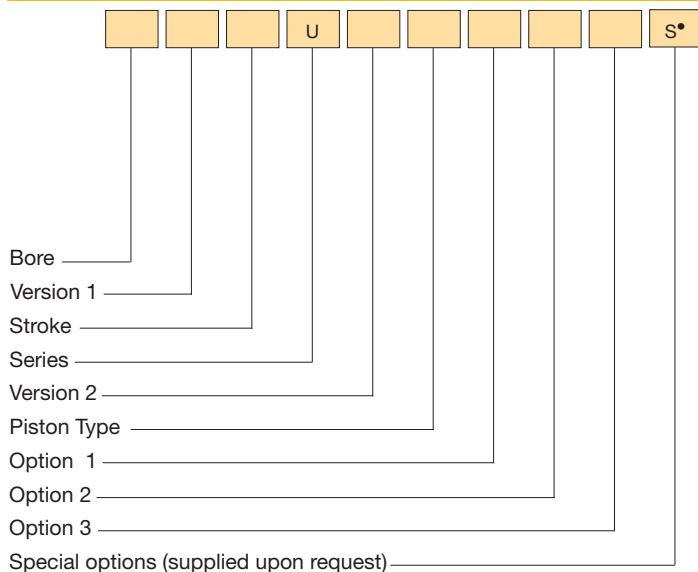 U S•
Bore
Version 1
Stroke
Series
Version 2
Piston Type
Option 1
Option 2
Option 3
Special options (supplied upon request)